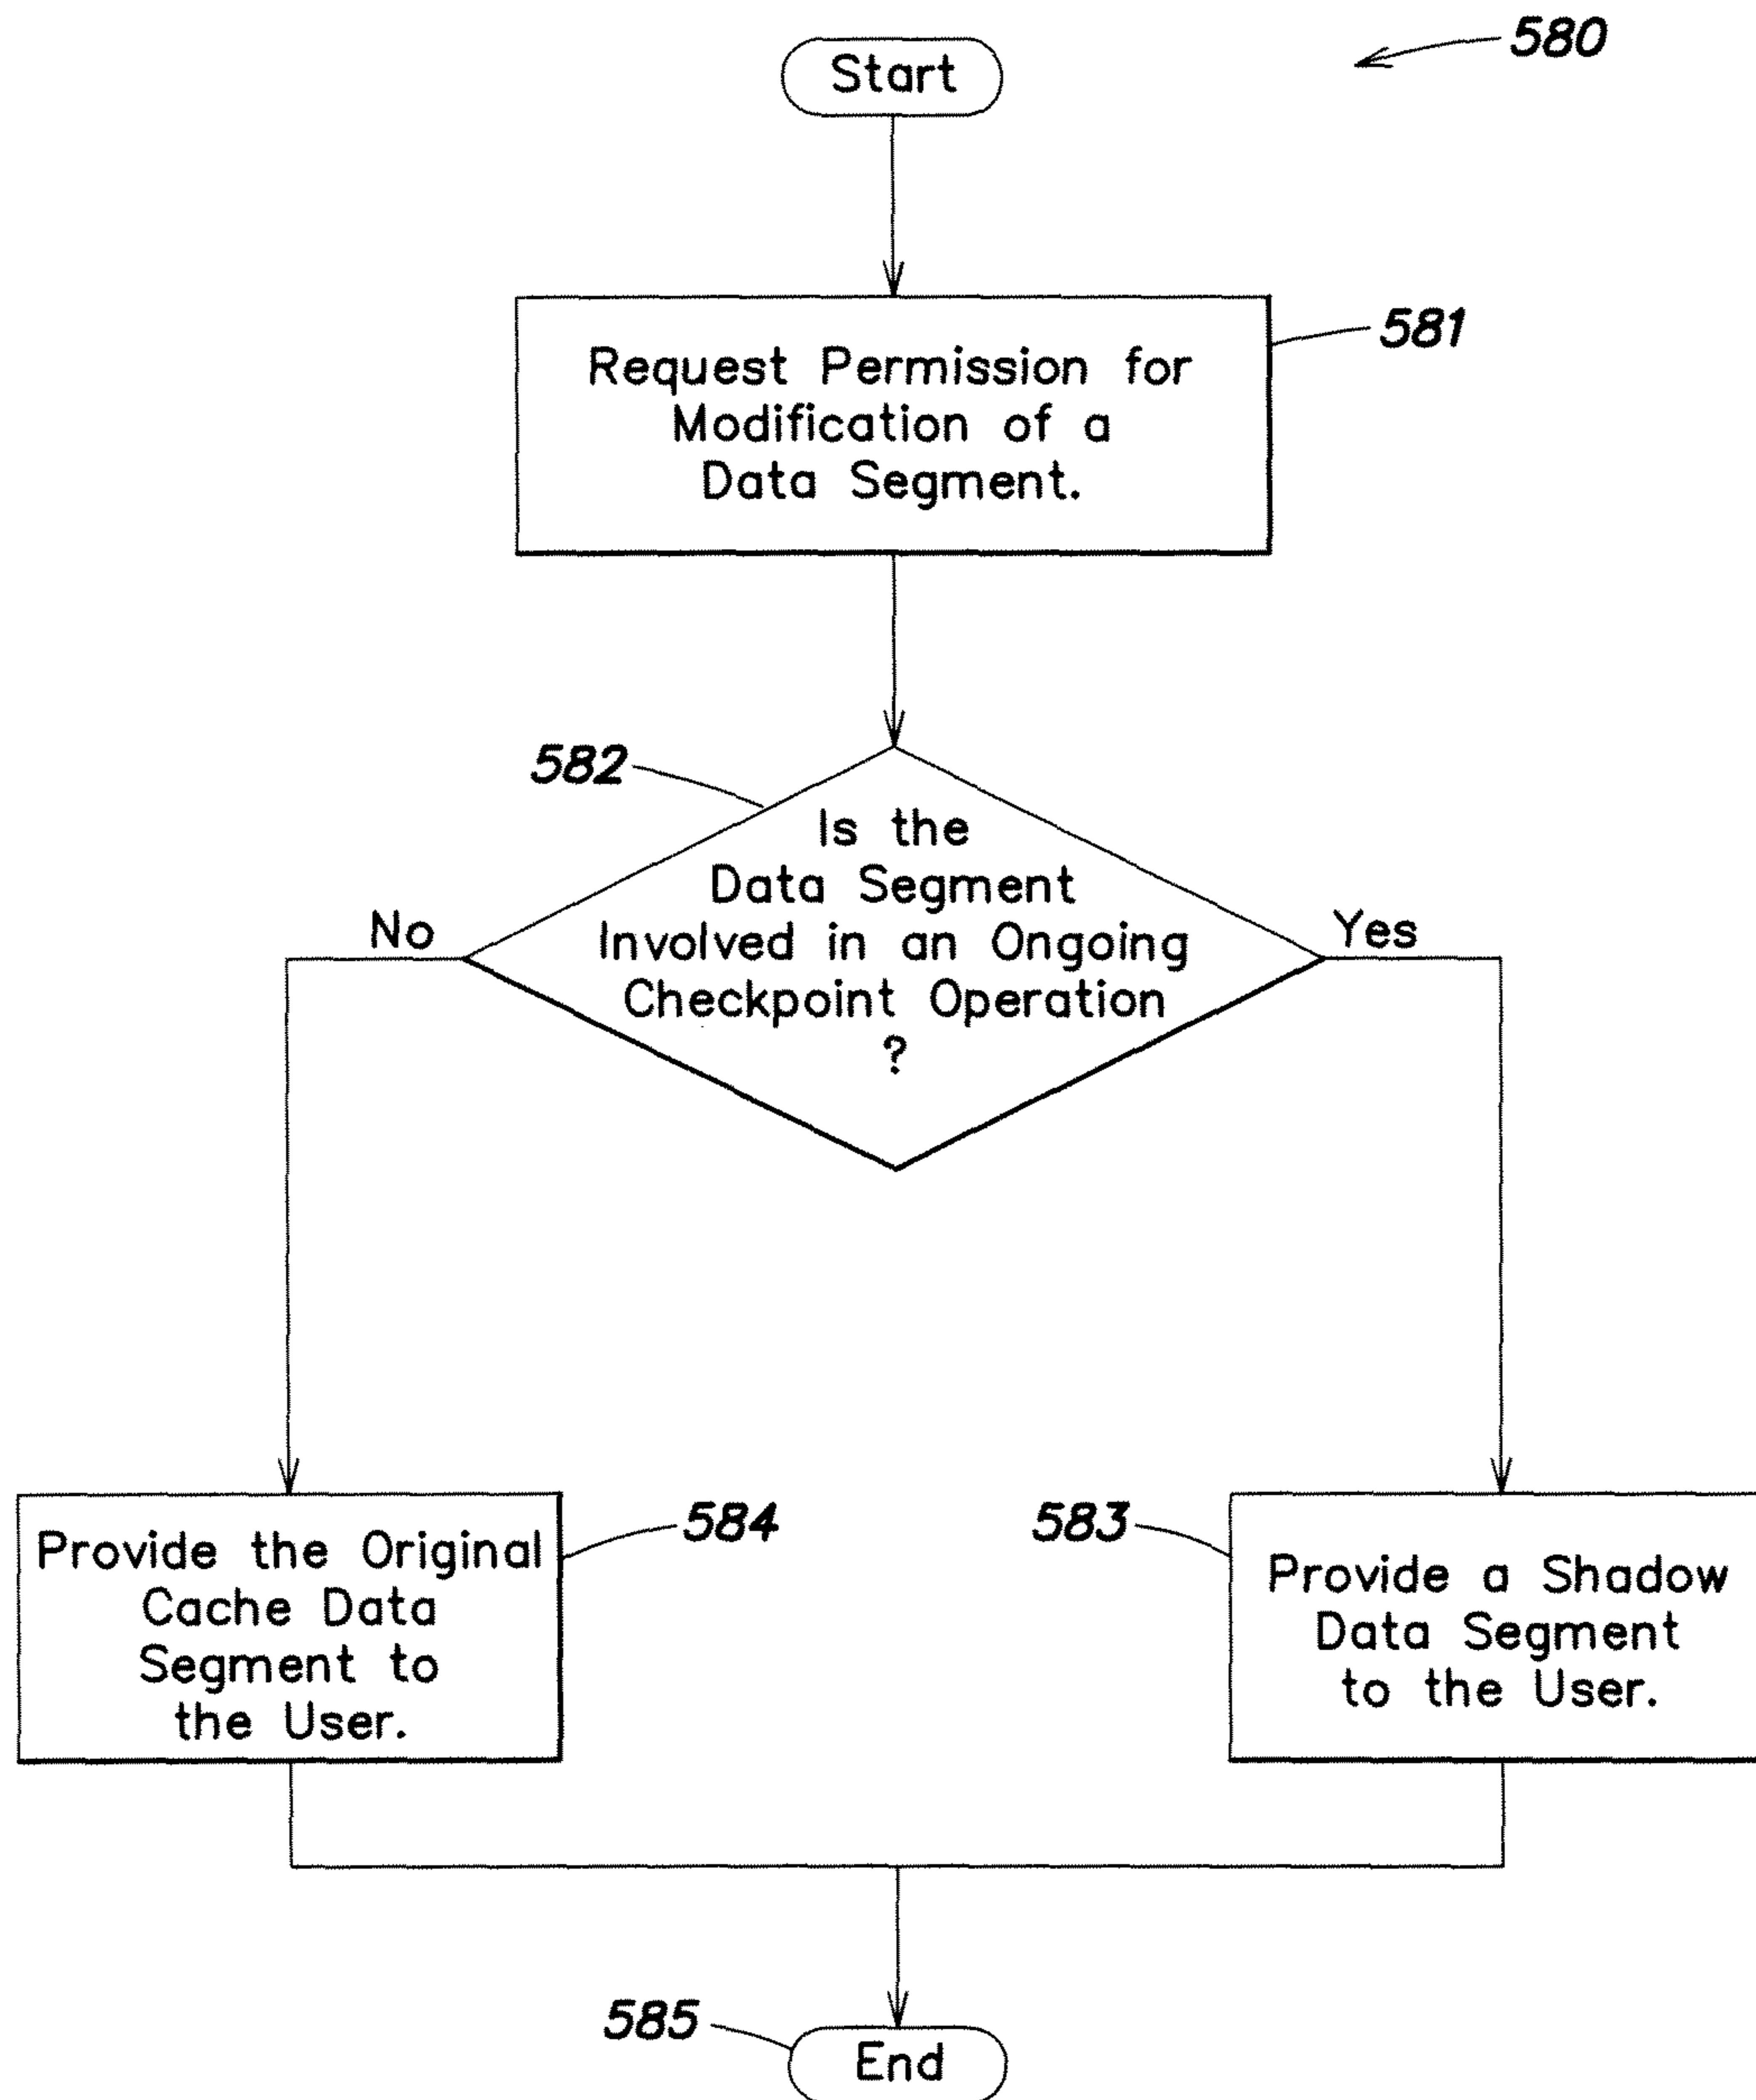 580
Start
581
Request Permission for
Modification of a
Data Segment.
582
Is the
Data Segment
Involved in an Ongoing
Checkpoint Operation
?
No
Yes
584
Provide the Original
Cache Data
Segment to
the User.
583
Provide a Shadow
Data Segment
to the User.
585
End